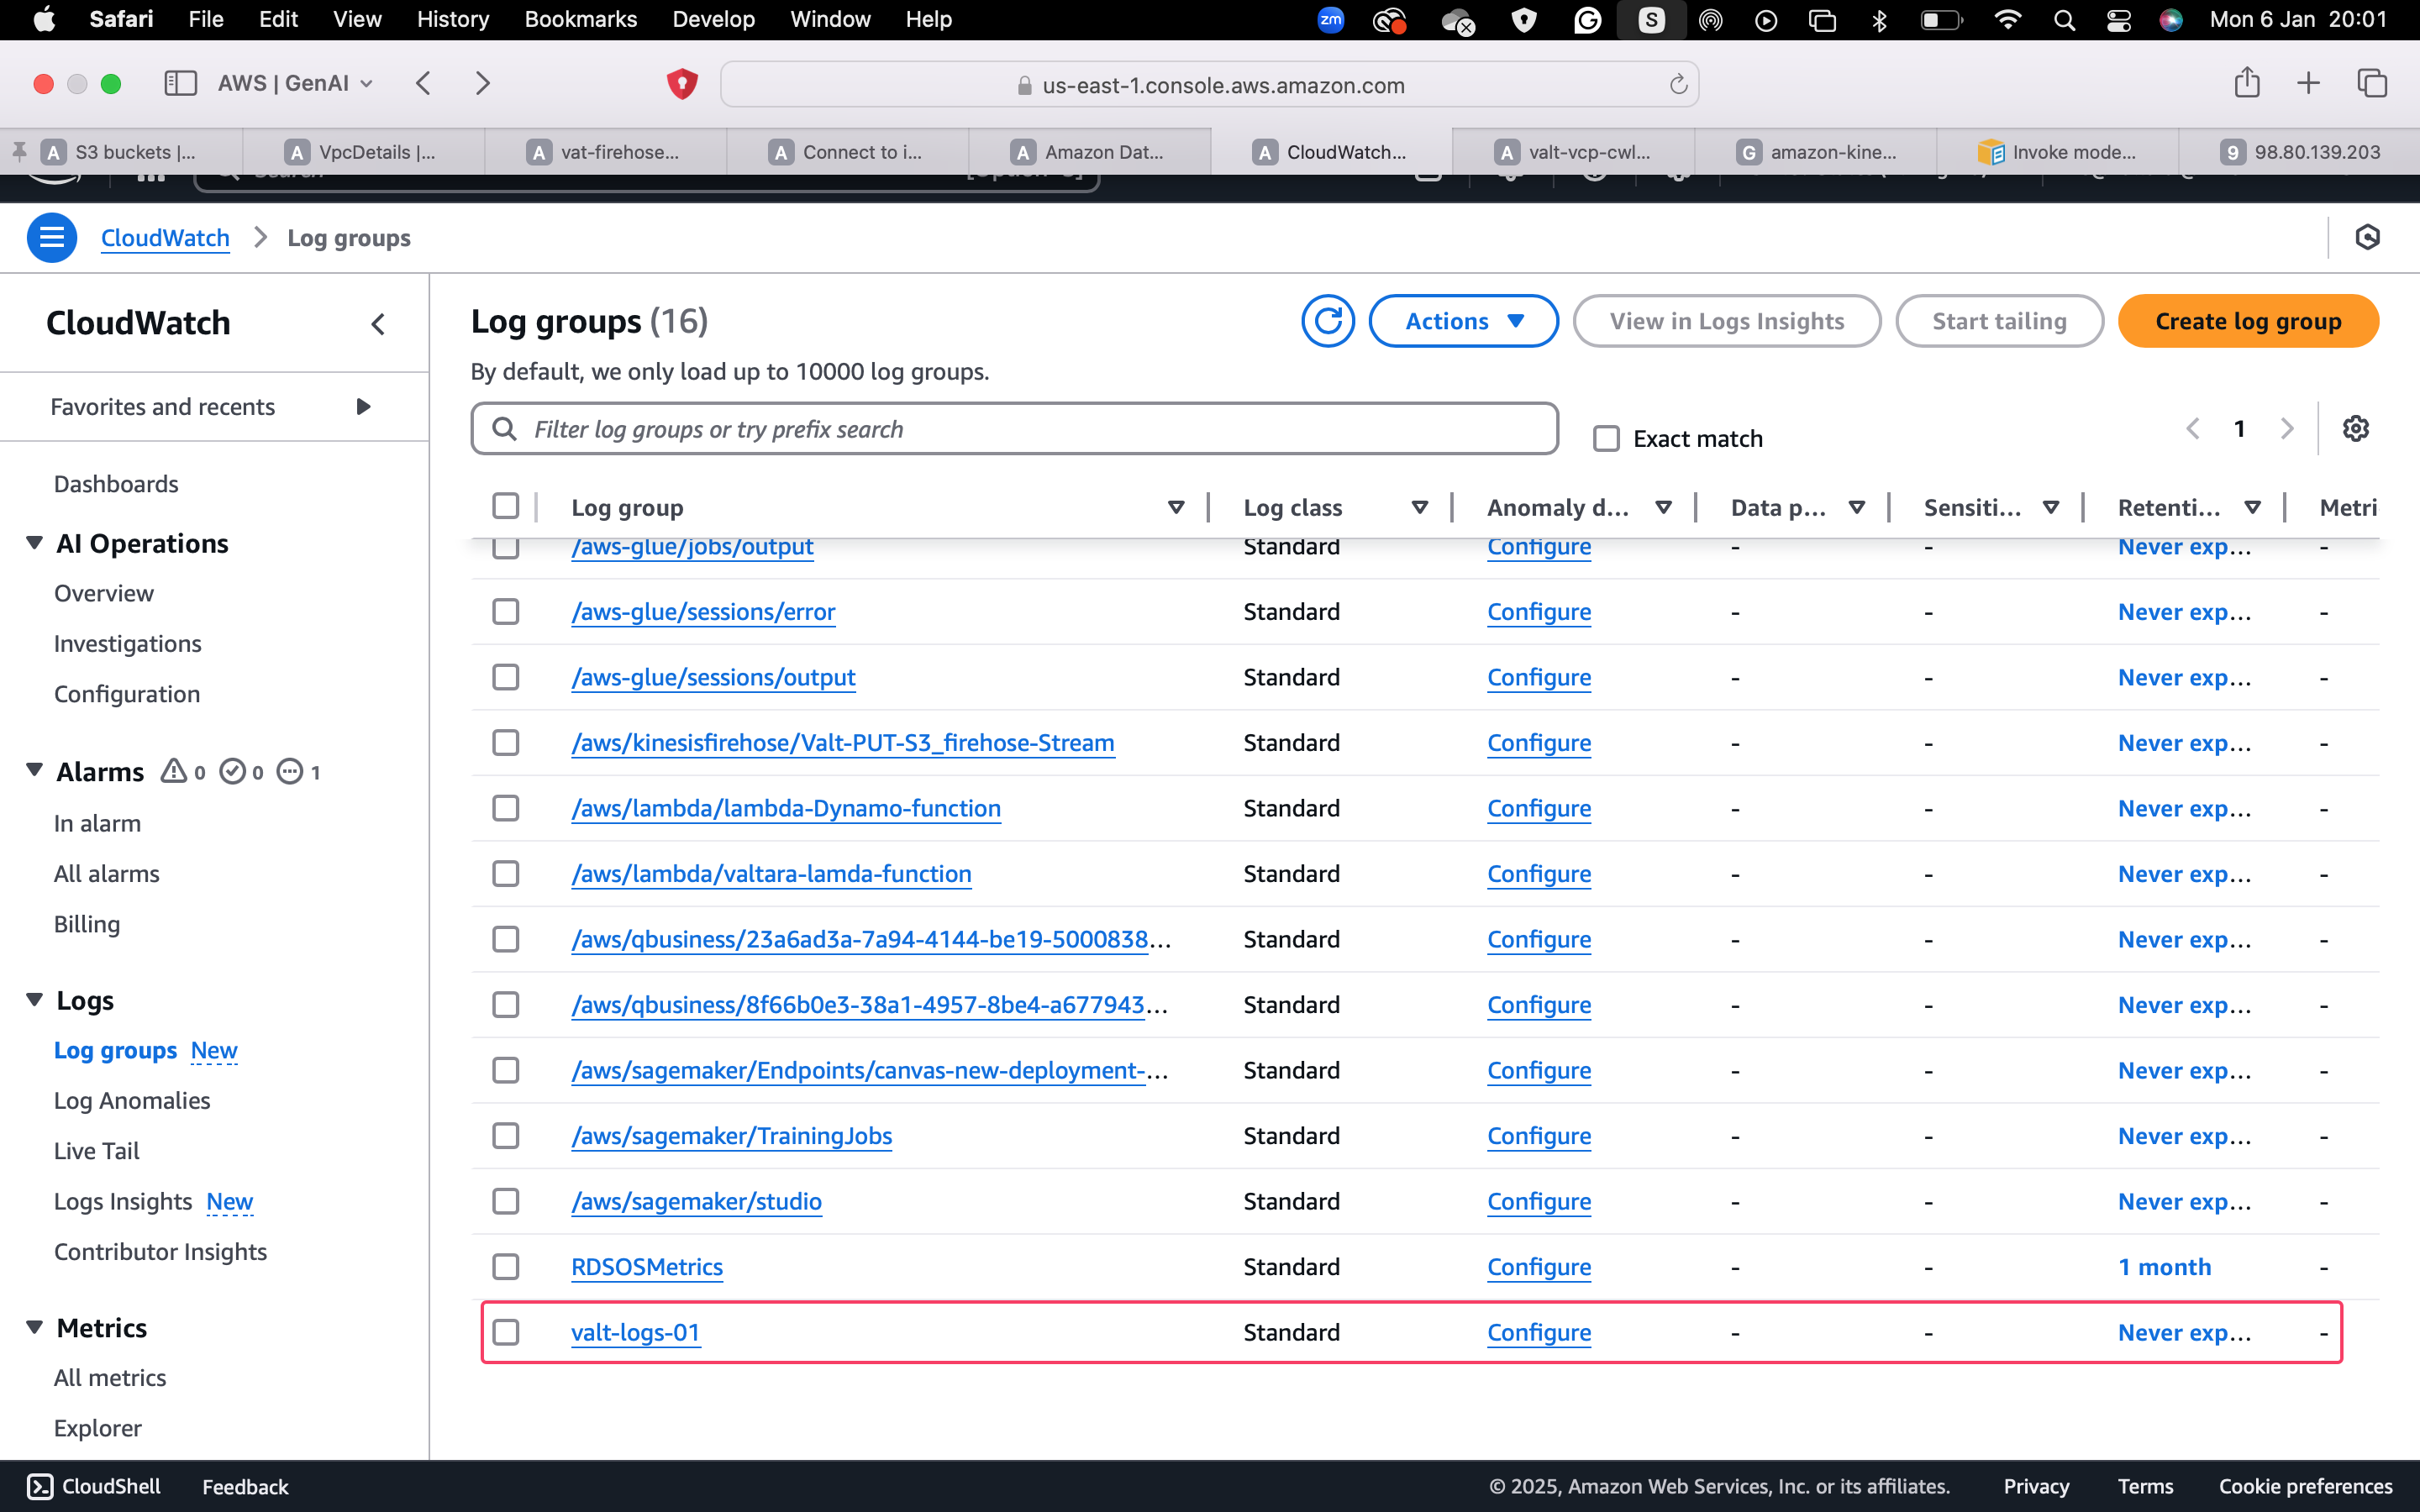 Safari File Edit View History Bookmarks Develop Window Help zm S Mon 6 Jan 20:01
AWS | GenAI us-east-1.console.aws.amazon.com
A S3 buckets |... A VpcDetails |... A vat-firehose... A Connect to i... A Amazon Dat... A CloudWatch... A valt-vcp-cwl... G amazon-kine... Invoke mode... 9 98.80.139.203
CloudWatch > Log groups
CloudWatch
Favorites and recents
Dashboards
AI Operations
Overview
Investigations
Configuration
Alarms 0 0 1
In alarm
All alarms
Billing
Logs
Log groups New
Log Anomalies
Live Tail
Logs Insights New
Contributor Insights
Metrics
All metrics
Explorer
Log groups (16)
Actions View in Logs Insights Start tailing Create log group
By default, we only load up to 10000 log groups.
Filter log groups or try prefix search Exact match 1
Log group Log class Anomaly d... Data p... Sensiti... Retenti... Metri
/aws-glue/jobs/output Standard Configure - - Never exp... -
/aws-glue/sessions/error Standard Configure - - Never exp... -
/aws-glue/sessions/output Standard Configure - - Never exp... -
/aws/kinesisfirehose/Valt-PUT-S3_firehose-Stream Standard Configure - - Never exp... -
/aws/lambda/lambda-Dynamo-function Standard Configure - - Never exp... -
/aws/lambda/valtara-lamda-function Standard Configure - - Never exp... -
/aws/qbusiness/23a6ad3a-7a94-4144-be19-5000838... Standard Configure - - Never exp... -
/aws/qbusiness/8f66b0e3-38a1-4957-8be4-a677943... Standard Configure - - Never exp... -
/aws/sagemaker/Endpoints/canvas-new-deployment-... Standard Configure - - Never exp... -
/aws/sagemaker/TrainingJobs Standard Configure - - Never exp... -
/aws/sagemaker/studio Standard Configure - - Never exp... -
RDSOSMetrics Standard Configure - - 1 month -
valt-logs-01 Standard Configure - - Never exp... -
CloudShell Feedback © 2025, Amazon Web Services, Inc. or its affiliates. Privacy Terms Cookie preferences